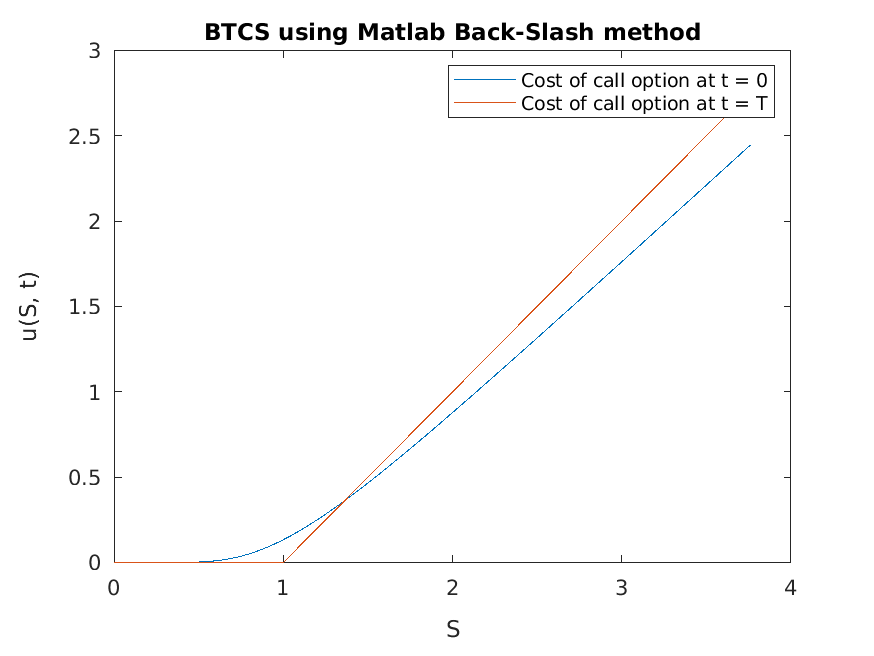 BTCS using Matlab Back-Slash method
3
Cost of call option at t = 0
Cost of call option at t = T
2.5
2
1.5
1
0.5
0
u(S, t)
0 1 2 3 4
S